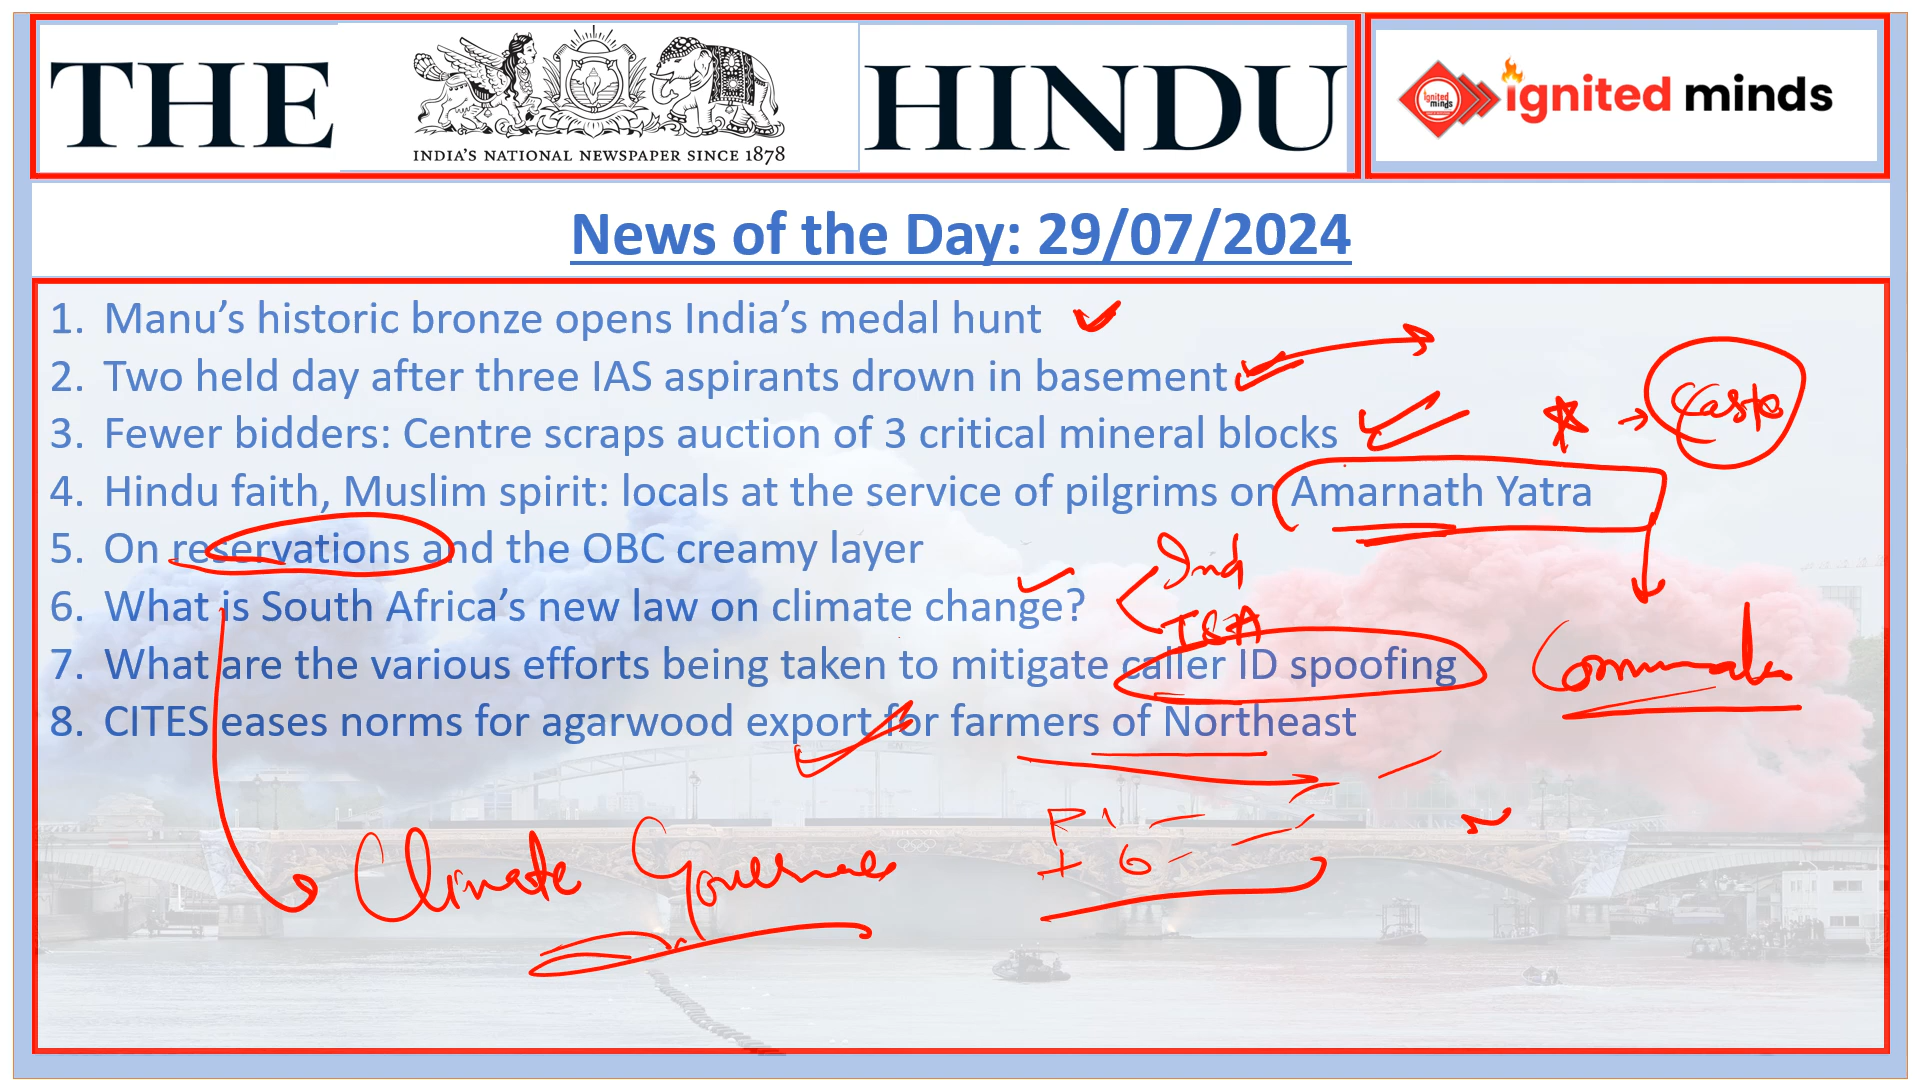 THE HINDU
INDIA'S NATIONAL NEWSPAPER SINCE 1878
ignited minds
ignited minds
News of the Day: 29/07/2024
1. Manu’s historic bronze opens India’s medal hunt
2. Two held day after three IAS aspirants drown in basement
3. Fewer bidders: Centre scraps auction of 3 critical mineral blocks
Caste
4. Hindu faith, Muslim spirit: locals at the service of pilgrims on Amarnath Yatra
5. On reservations and the OBC creamy layer
Ind
6. What is South Africa’s new law on climate change?
7. What are the various efforts being taken to mitigate caller ID spoofing
8. CITES eases norms for agarwood export for farmers of Northeast
Climate Governance